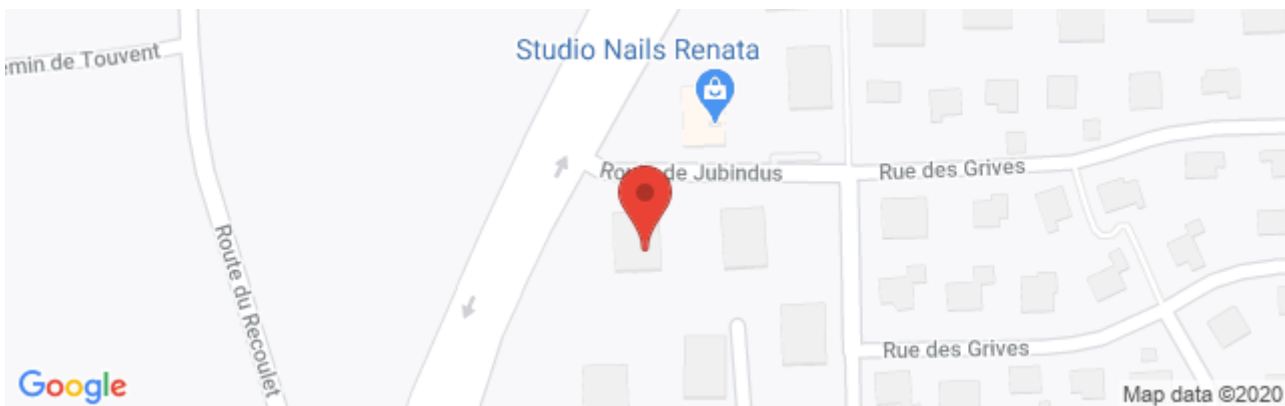 Studio Nails Renata
emin de Touvent
de Jubindus
Rue des Grives
Route du Recoulet
Rue des Grives
Google
Map data ©2020